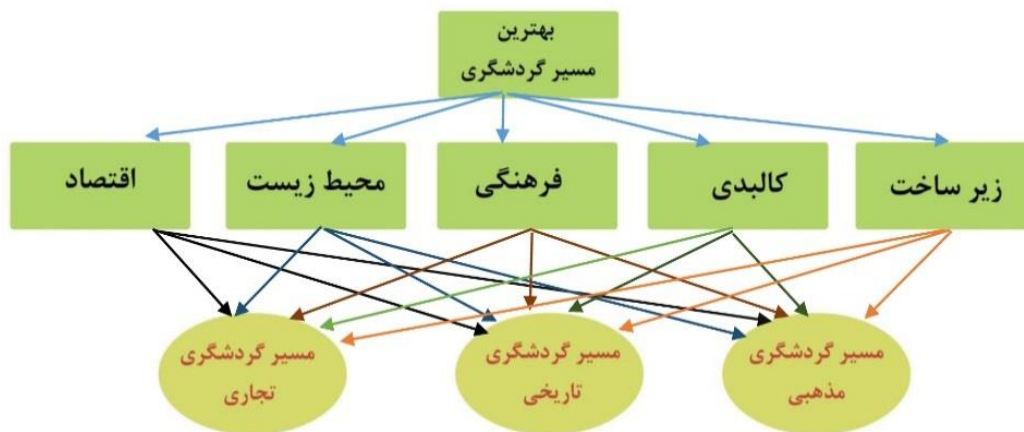 بهترین
مسیر گردشگری
زیر ساخت
کالبدی
فرهنگی
محیط زیست
اقتصاد
مسیر گردشگری
مذهبی
مسیر گردشگری
تاریخی
مسیر گردشگری
تجاری